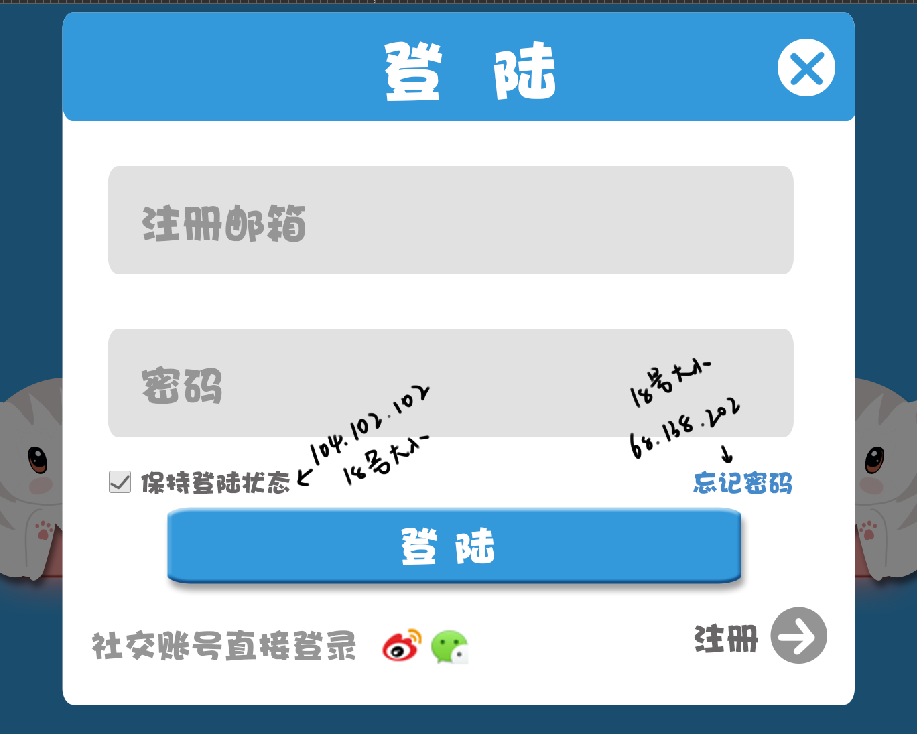 登 陆
注册邮箱
密码
104.102.102
18号大小
18号大小
68.138.202
保持登陆状态
忘记密码
登 陆
社交账号直接登录
注册